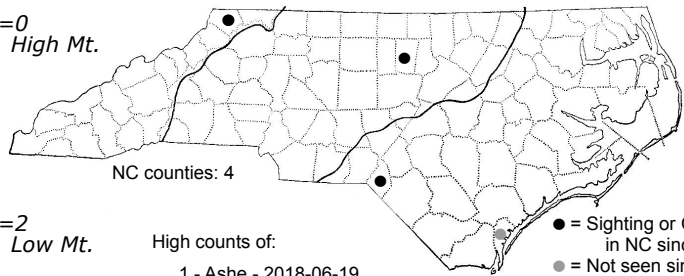 =0
High Mt.
NC counties: 4
=2
Low Mt.
High counts of:
● = Sighting or
in NC sinc
● = Not seen sin
1 - Ashe - 2018-06-19